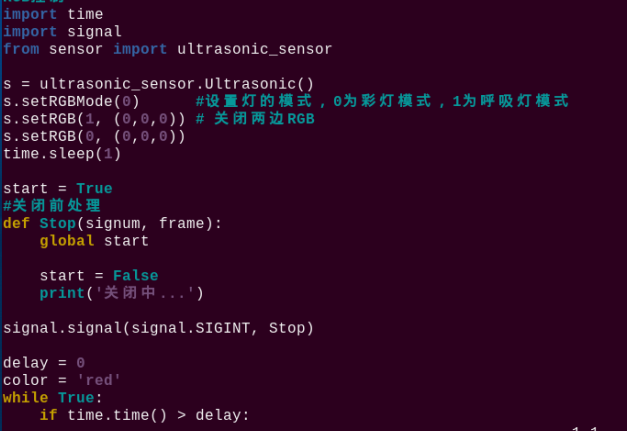 import time
import signal
from sensor import ultrasonic_sensor

s = ultrasonic_sensor.Ultrasonic()
s.setRGBMode(0)      #设置灯的模式，0为彩灯模式，1为呼吸灯模式
s.setRGB(1, (0,0,0)) # 关闭两边RGB
s.setRGB(0, (0,0,0))
time.sleep(1)

start = True
#关闭前处理
def Stop(signum, frame):
    global start

    start = False
    print('关闭中...')

signal.signal(signal.SIGINT, Stop)

delay = 0
color = 'red'
while True:
    if time.time() > delay: